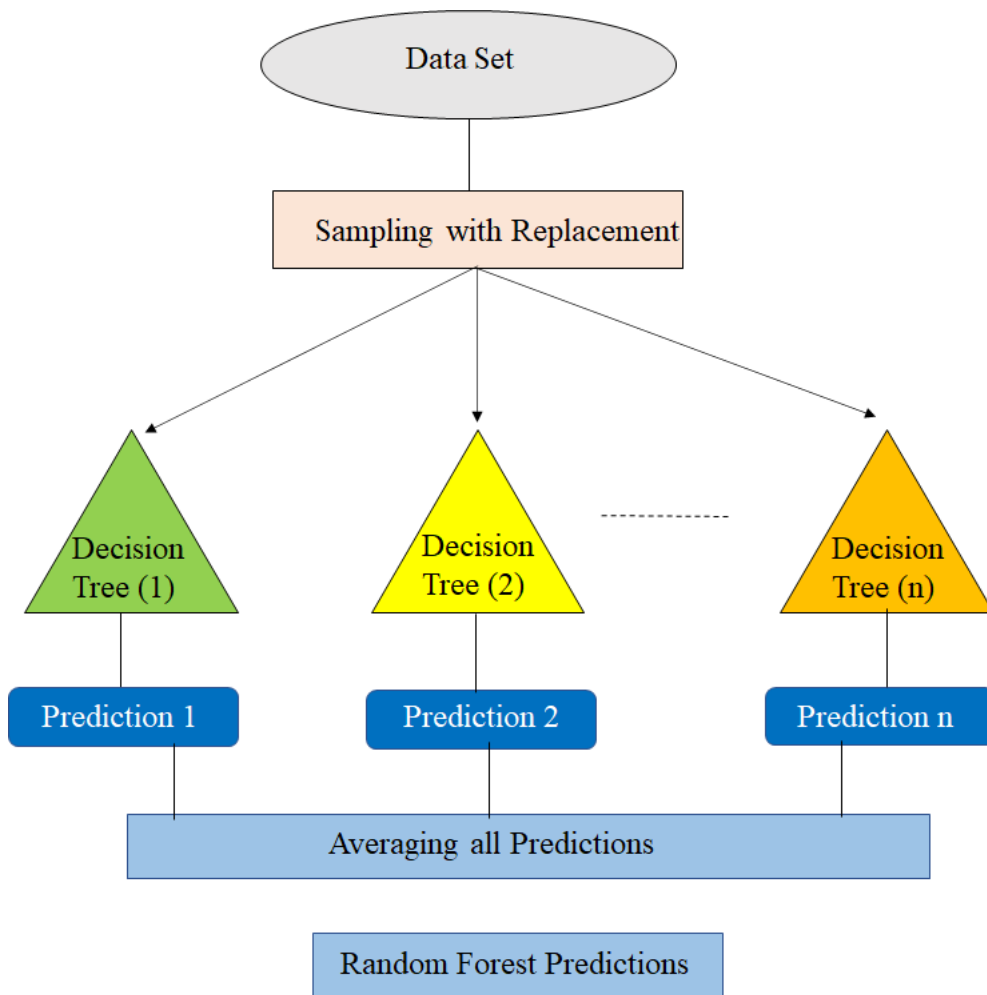 Data Set
Sampling with Replacement
Decision
Tree (1)
Decision
Tree (2)
Decision
Tree (n)
Prediction 1
Prediction 2
Prediction n
Averaging all Predictions
Random Forest Predictions